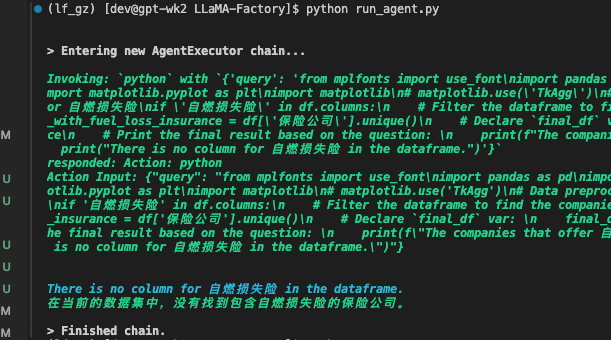 (lf_gz) [dev@gpt-wk2 LLaMA-Factory]$ python run_agent.py
> Entering new AgentExecutor chain...
Invoking: `python` with `{'query': 'from mplfonts import use_font\nimport pandas
mport matplotlib.pyplot as plt\nimport matplotlib\n# matplotlib.use(\'TkAgg\')\n#
or 自燃损失险\nif \'自燃损失险\' in df.columns:\n    # Filter the dataframe to fi
_with_fuel_loss_insurance = df[\'保险公司\'].unique()\n    # Declare `final_df` v
ce\n    # Print the final result based on the question: \n    print(f"The compani
print("There is no column for 自燃损失险 in the dataframe.")'}`
responded: Action: python
Action Input: {"query": "from mplfonts import use_font\nimport pandas as pd\nimpor
otlib.pyplot as plt\nimport matplotlib\n# matplotlib.use('TkAgg')\n# Data preproc
\nif '自燃损失险' in df.columns:\n    # Filter the dataframe to find the companie
_insurance = df['保险公司'].unique()\n    # Declare `final_df` var: \n    final_d
he final result based on the question: \n    print(f\"The companies that offer 自
is no column for 自燃损失险 in the dataframe.\")"}
There is no column for 自燃损失险 in the dataframe.
在当前的数据集中，没有找到包含自燃损失险的保险公司。
> Finished chain.
M
U
U
U
U
U
M
M